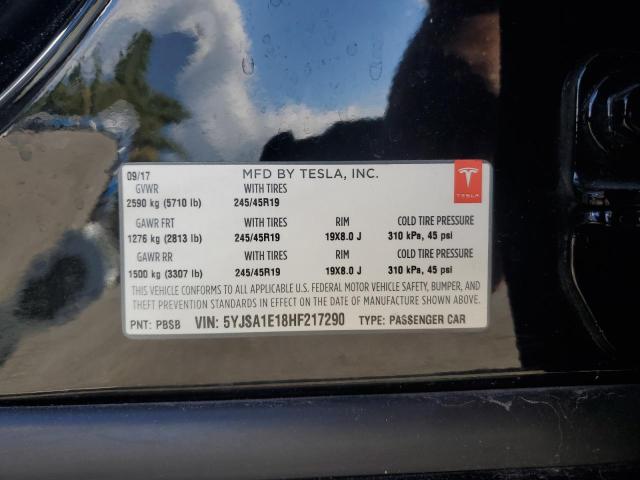 09/17 MFD BY TESLA, INC.
GVWR WITH TIRES
2590 kg (5710 lb) 245/45R19
TESLA
GAWR FRT WITH TIRES RIM COLD TIRE PRESSURE
1276 kg (2813 lb) 245/45R19 19X8.0 J 310 kPa, 45 psi
GAWR RR WITH TIRES RIM COLD TIRE PRESSURE
1500 kg (3307 lb) 245/45R19 19X8.0 J 310 kPa, 45 psi
THIS VEHICLE CONFORMS TO ALL APPLICABLE
U.S. FEDERAL MOTOR VEHICLE SAFETY, BUMPER, AND
THEFT PREVENTION STANDARDS IN EFFECT ON THE DATE OF MANUFACTURE SHOWN ABOVE.
PNT: PBSB VIN: 5YJSA1E18HF217290 TYPE: PASSENGER CAR